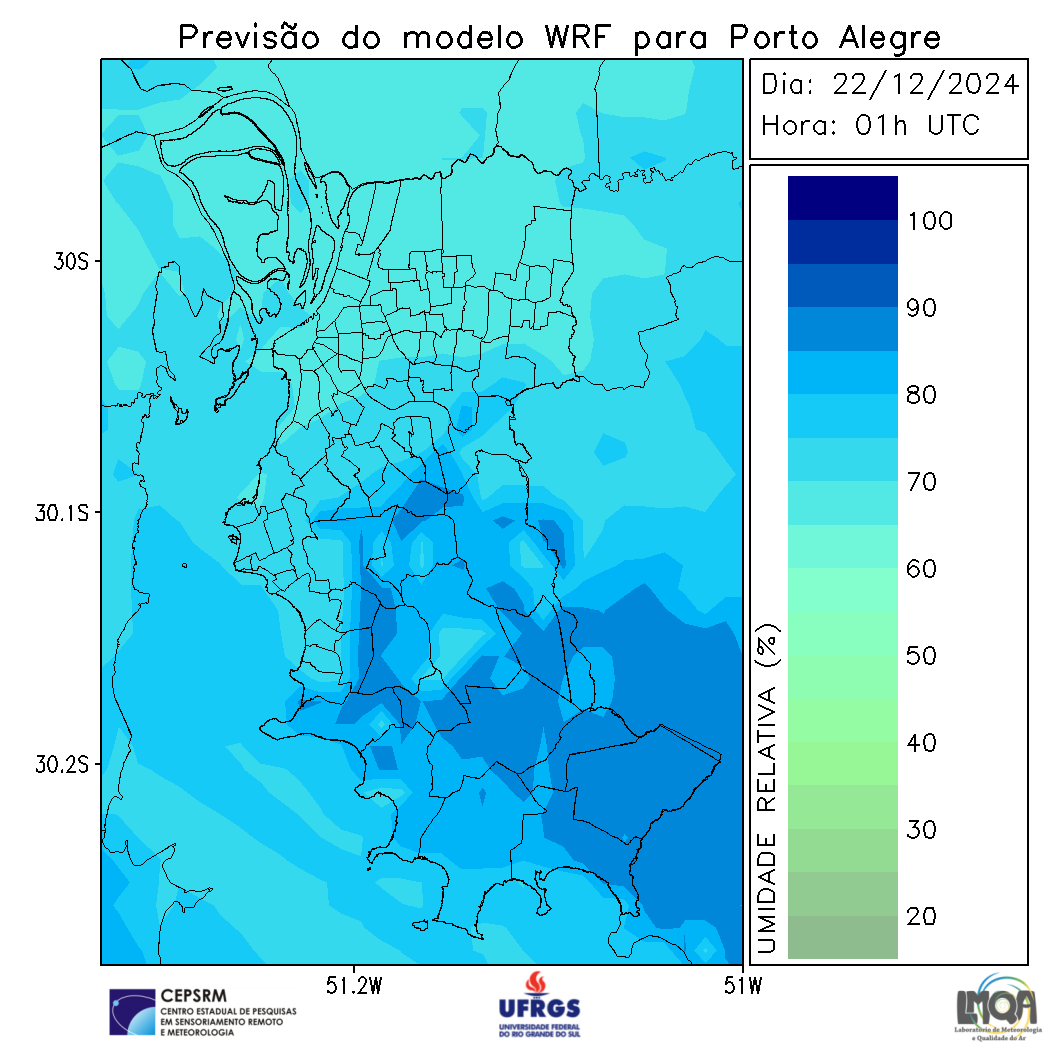 Previsão do modelo WRF para Porto Alegre
Dia: 22/12/2024
Hora: 01h UTC
30S
30.1S
30.2S
51.2W
51W
100
90
80
70
60
50
40
30
20
UMIDADE RELATIVA (%)
CEPSRM
CENTRO ESTADUAL DE PESQUISAS
EM SENSORIAMENTO REMOTO
E METEOROLOGIA
UFRGS
UNIVERSIDADE FEDERAL
DO RIO GRANDE DO SUL
LMQA
Laboratório de Meteorologia
e Qualidade do Ar